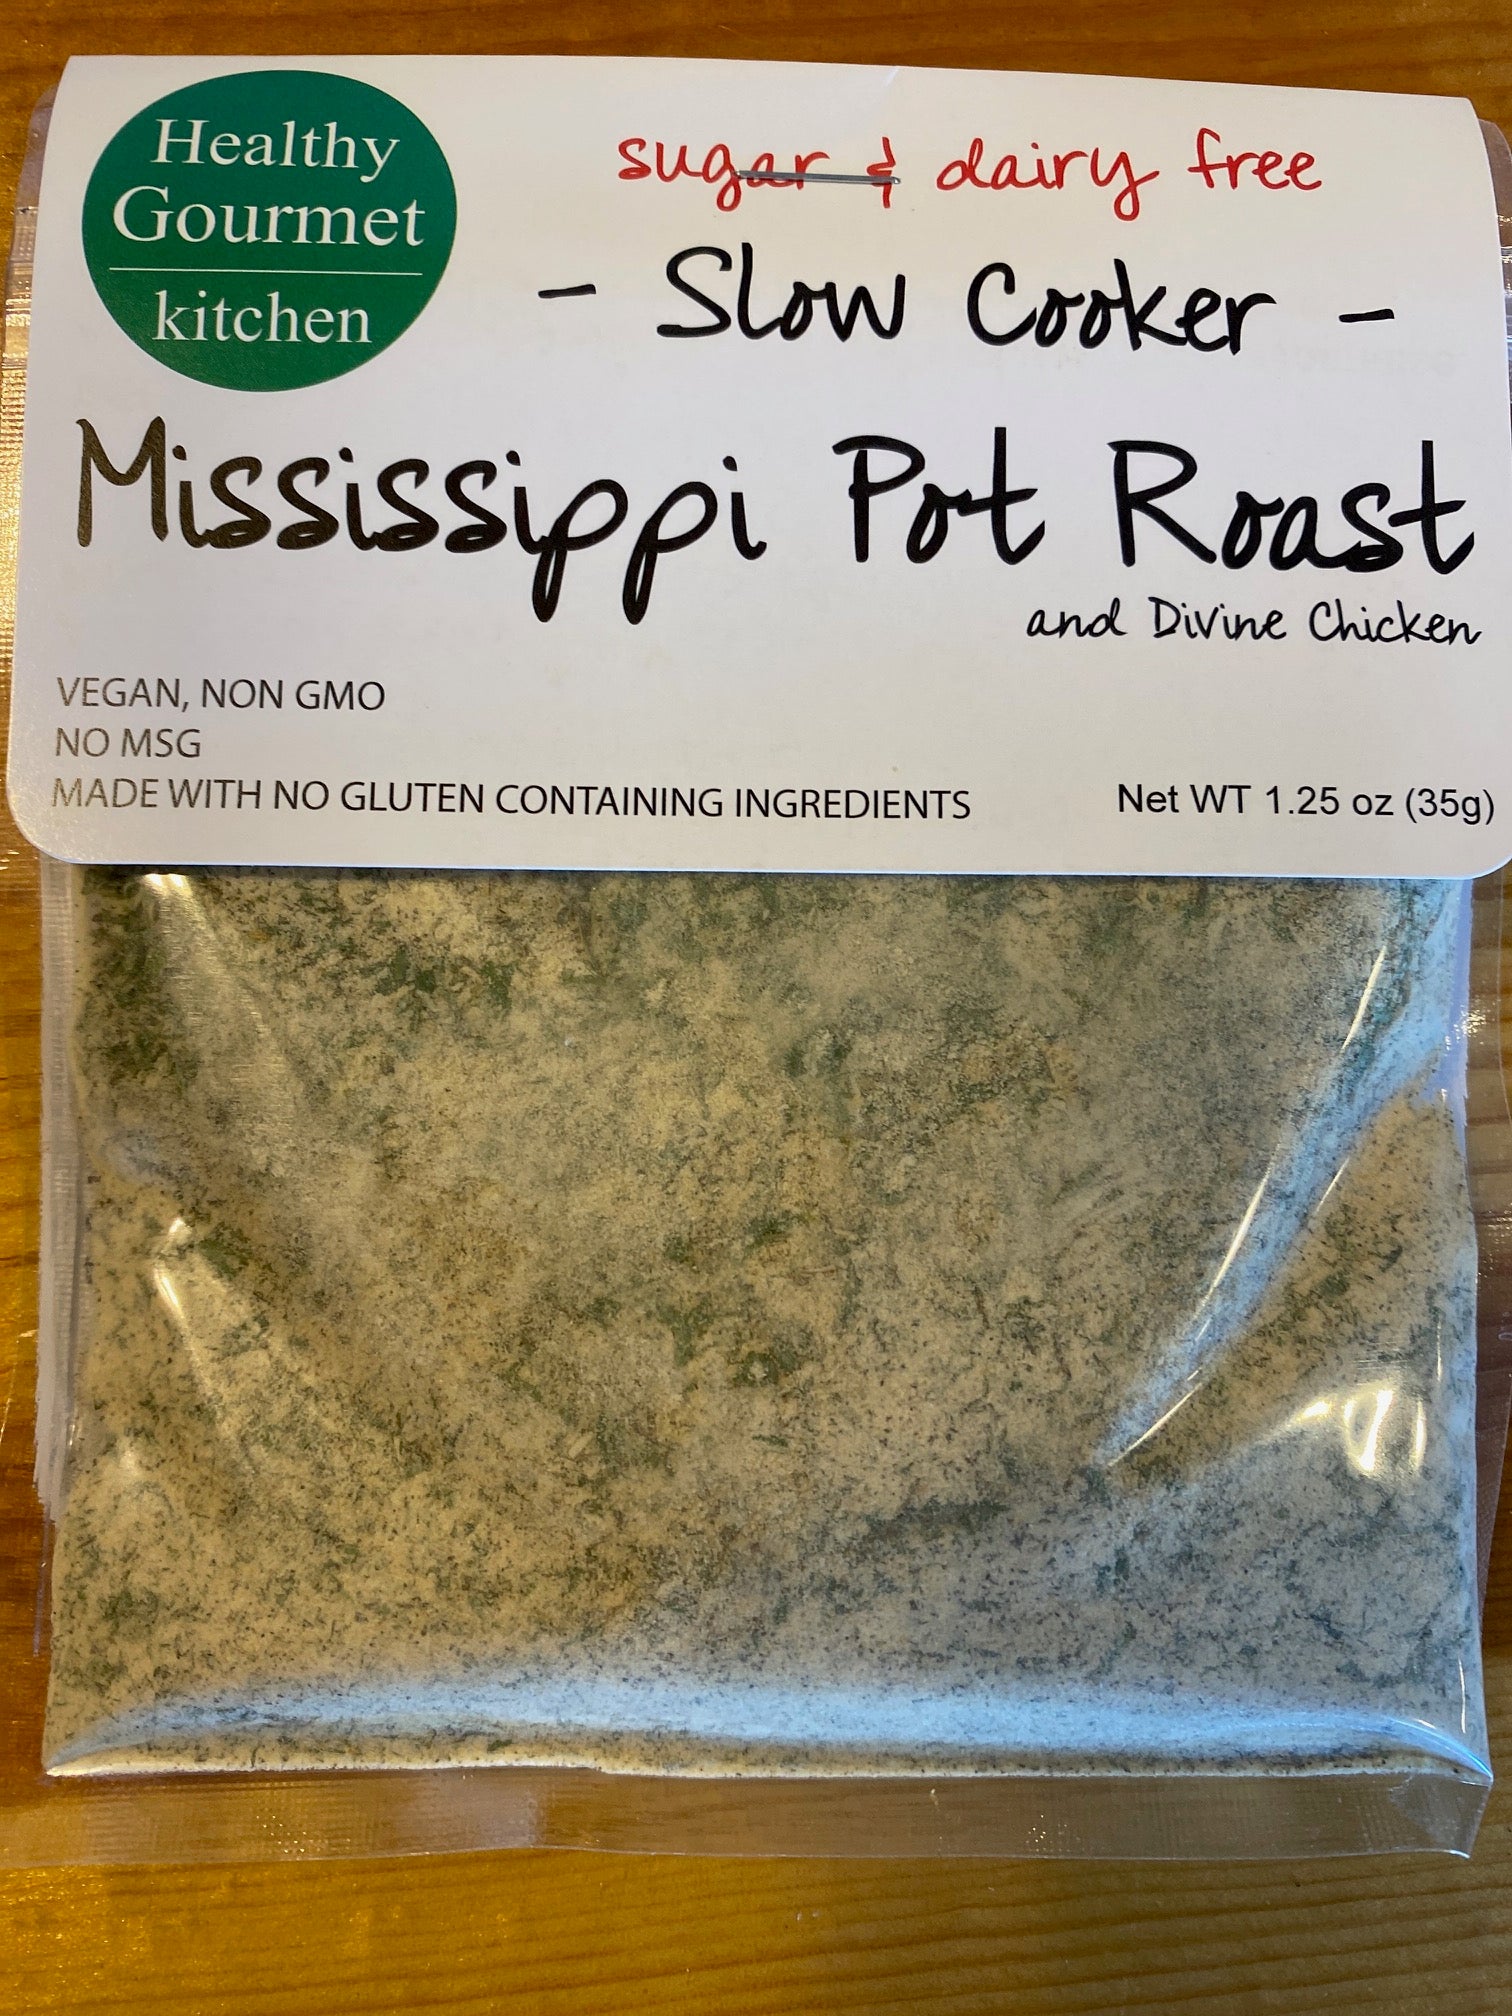 Healthy
Gourmet
kitchen
sugar & dairy free
- Slow Cooker -
Mississippi Pot Roast
and Divine Chicken
VEGAN, NON GMO
NO MSG
MADE WITH NO GLUTEN CONTAINING INGREDIENTS
Net WT 1.25 oz (35g)